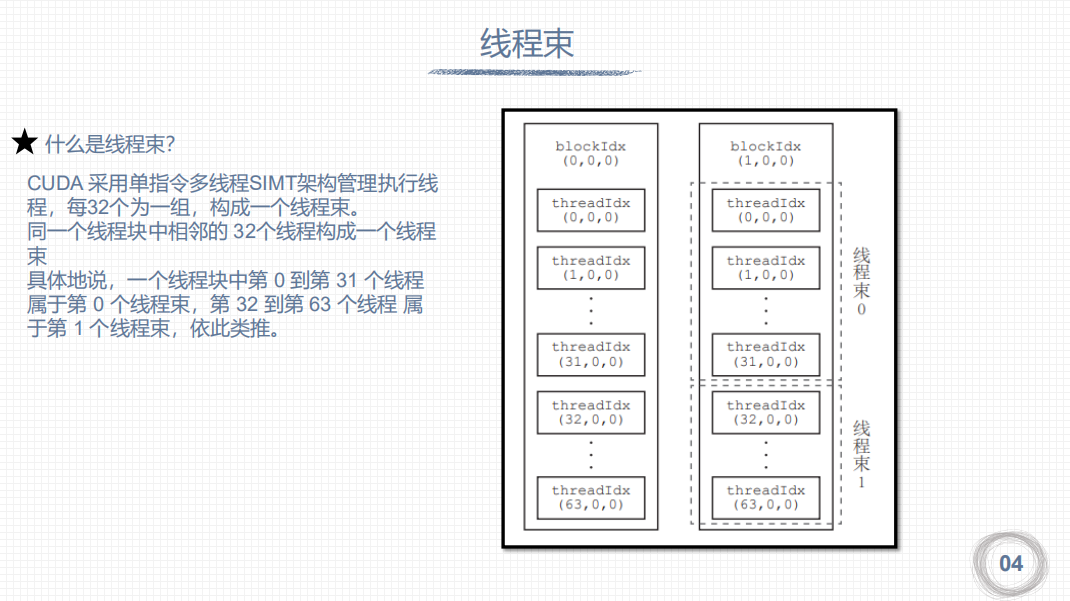 线程束
★ 什么是线程束?
CUDA 采用单指令多线程SIMT架构管理执行线
程，每32个为一组，构成一个线程束。
同一个线程块中相邻的 32个线程构成一个线程
束
具体地说，一个线程块中第 0 到第 31 个线程
属于第 0 个线程束，第 32 到第 63 个线程 属
于第 1 个线程束，依此类推。
blockIdx
(0,0,0)
threadIdx
(0,0,0)
threadIdx
(1,0,0)
threadIdx
(31,0,0)
threadIdx
(32,0,0)
threadIdx
(63,0,0)
blockIdx
(1,0,0)
threadIdx
(0,0,0)
threadIdx
(1,0,0)
threadIdx
(31,0,0)
threadIdx
(32,0,0)
threadIdx
(63,0,0)
线程束0
线程束1
04